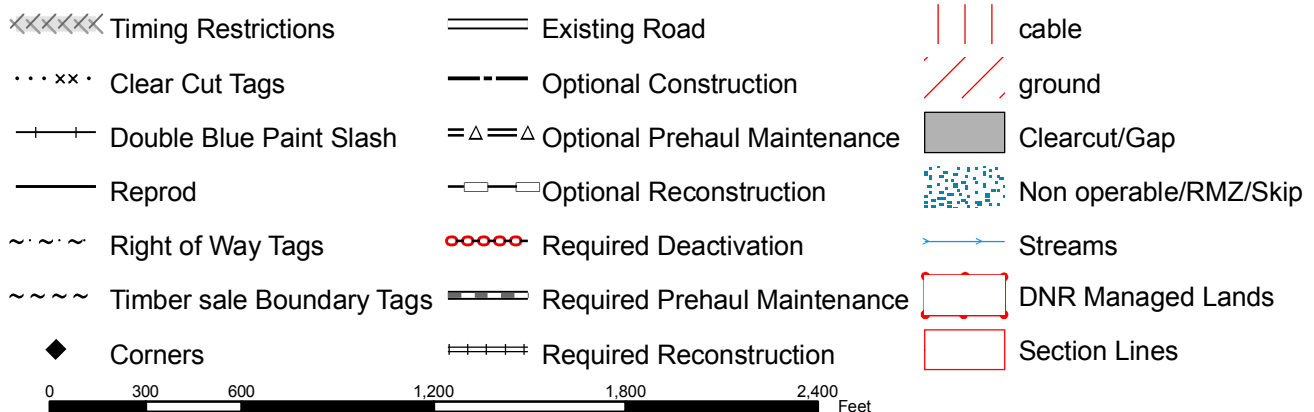 Timing Restrictions
Clear Cut Tags
Double Blue Paint Slash
Reprod
Right of Way Tags
Timber sale Boundary Tags
Corners
Existing Road
Optional Construction
Optional Prehaul Maintenance
Optional Reconstruction
Required Deactivation
Required Prehaul Maintenance
Required Reconstruction
cable
ground
Clearcut/Gap
Non operable/RMZ/Skip
Streams
DNR Managed Lands
Section Lines
0 300 600 1,200 1,800 2,400
Feet